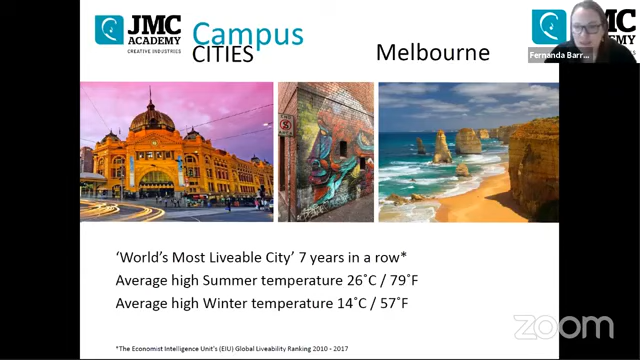 JMC
ACADEMY
CREATIVE INDUSTRIES
Campus
CITIES
Melbourne
JMC
ACADEMY
CREATIVE INDUSTRIES
Fernanda Barr...
'World's Most Liveable City' 7 years in a row*
Average high Summer temperature 26˚C / 79˚F
Average high Winter temperature 14˚C / 57˚F
*The Economist Intelligence Unit's (EIU) Global Liveability Ranking 2010 - 2017
zoom